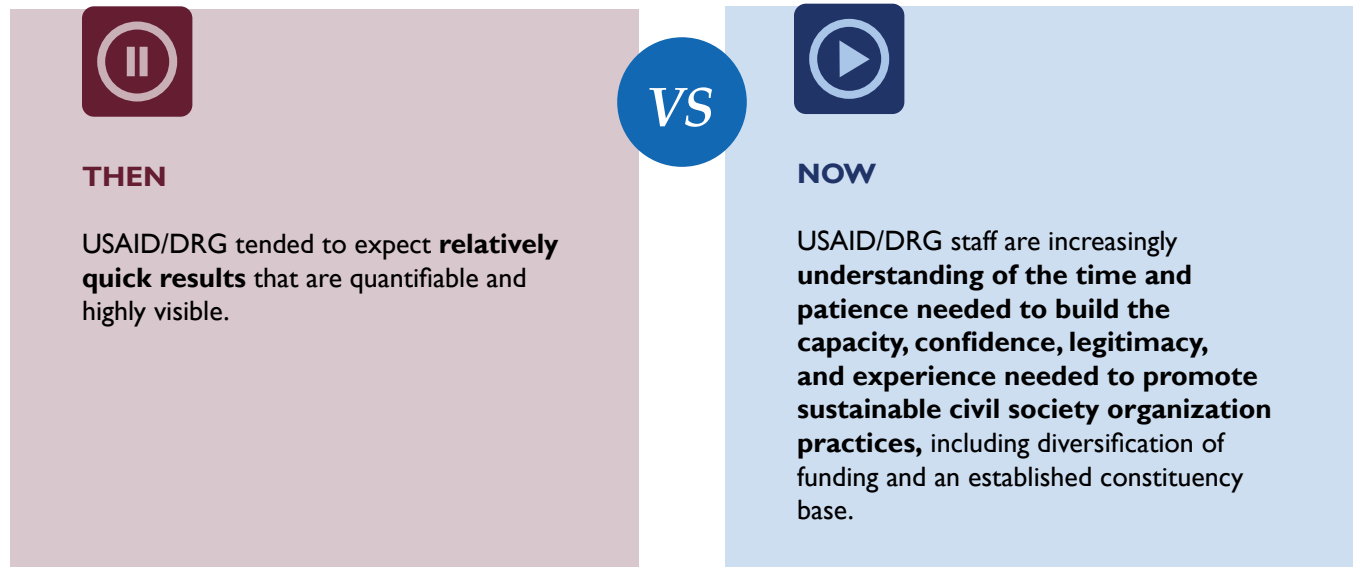 VS
THEN
USAID/DRG tended to expect relatively
quick results that are quantifiable and
highly visible.
NOW
USAID/DRG staff are increasingly
understanding of the time and
patience needed to build the
capacity, confidence, legitimacy,
and experience needed to promote
sustainable civil society organization
practices, including diversification of
funding and an established constituency
base.